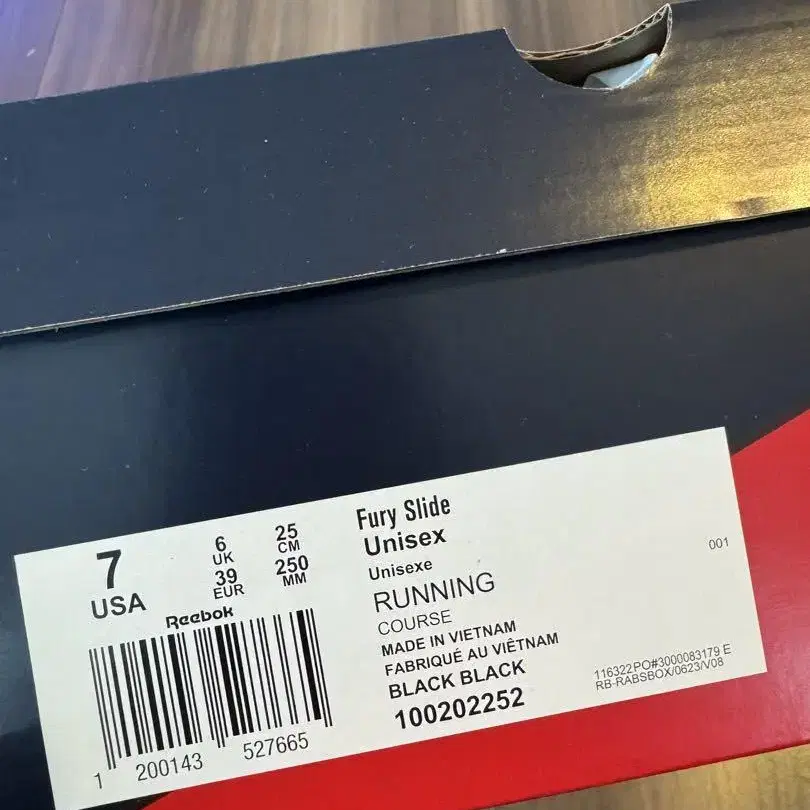 7
USA
6
UK
39
EUR
25
CM
250
MM
Reebok
1 200143 527665
Fury Slide
Unisex
Unisexe
RUNNING
COURSE
MADE IN VIETNAM
FABRIQUÉ AU VIÊTNAM
BLACK BLACK
100202252
001
116322 PO#3000083179 E
RB-RABSBOX/0623/V08